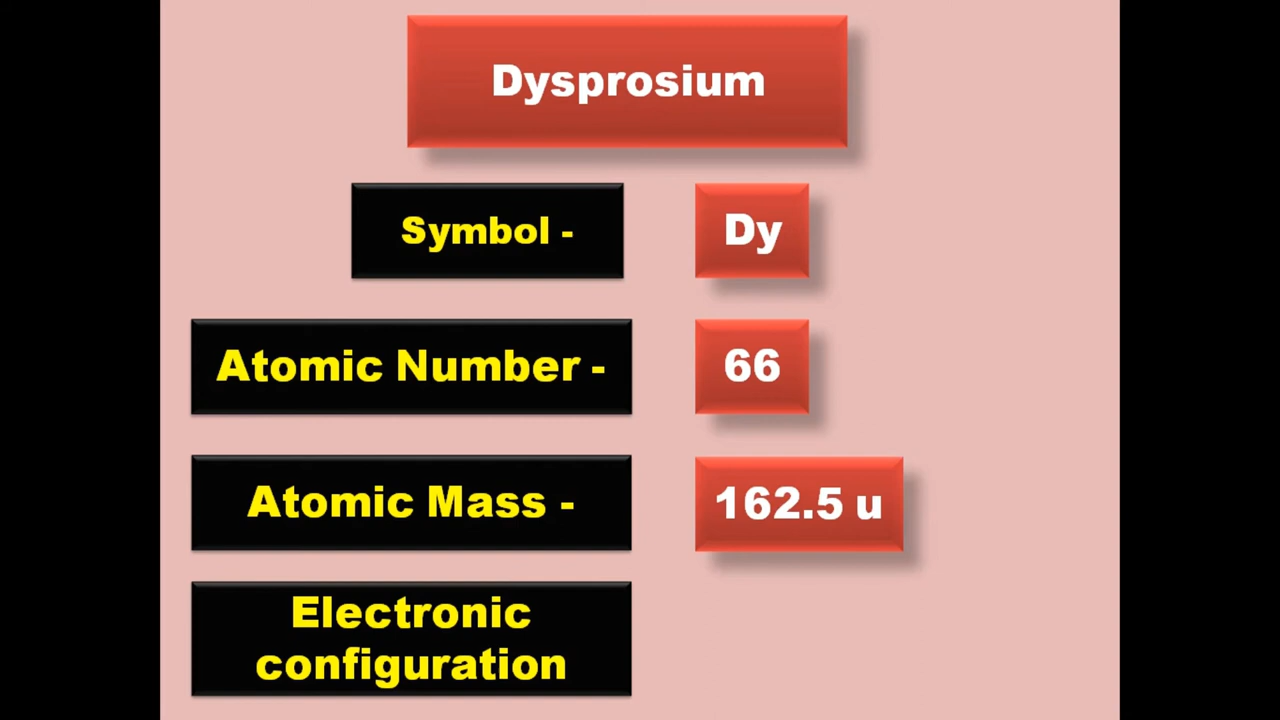 Dysprosium
Symbol - Dy
Atomic Number - 66
Atomic Mass - 162.5 u
Electronic
configuration